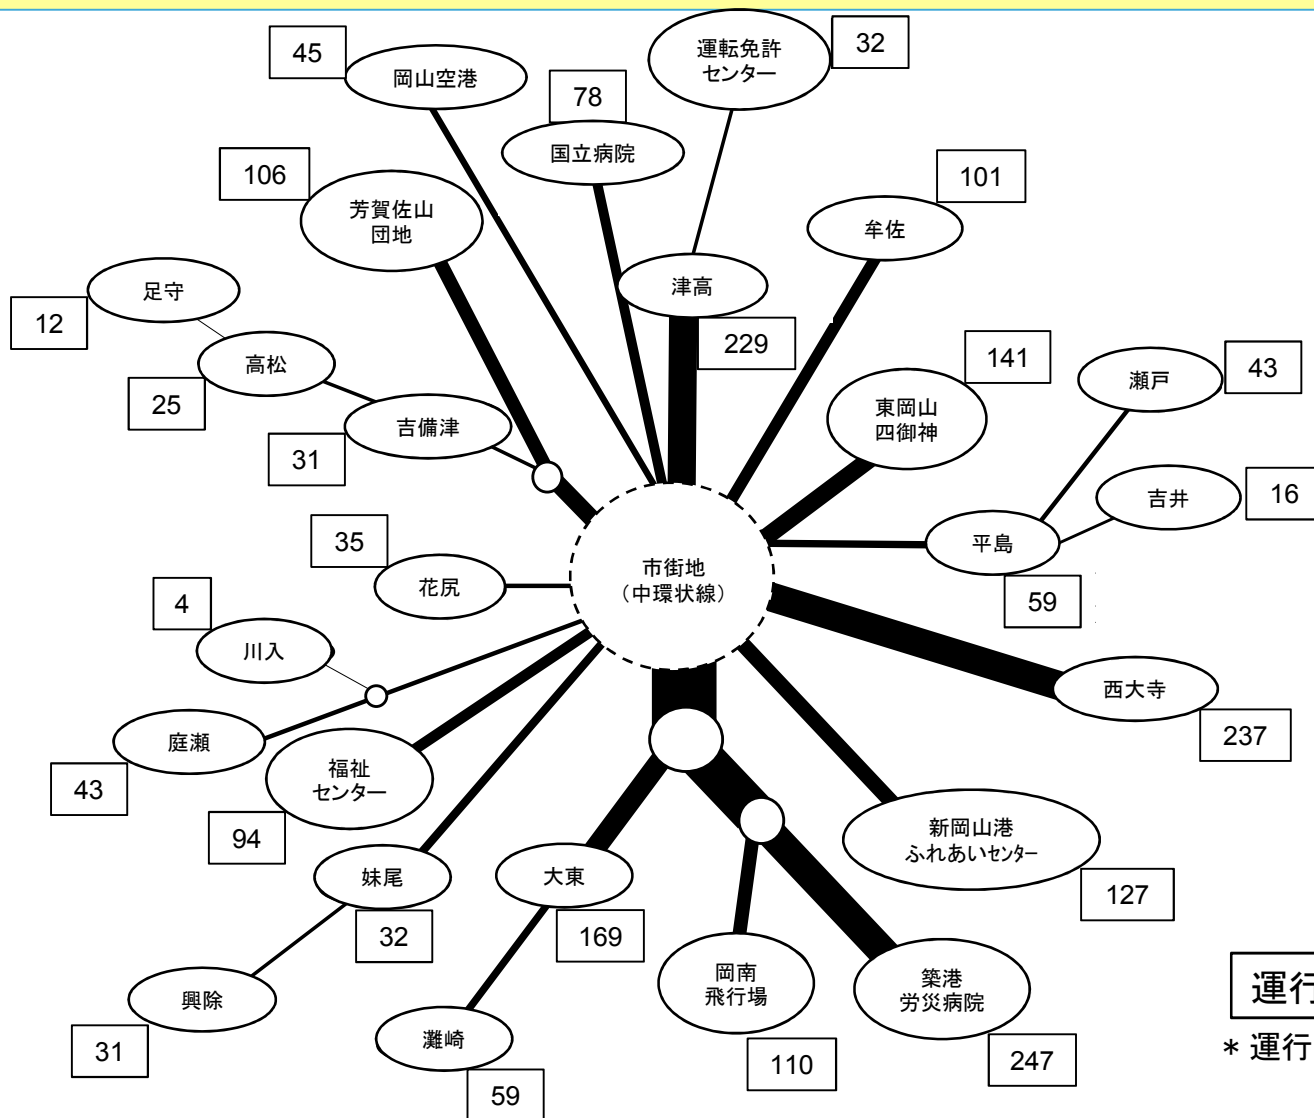 45
岡山空港
運転免許
センター
32
78
国立病院
106
芳賀佐山
団地
101
牟佐
足守
12
津高
229
141
東岡山
四御神
瀬戸
43
高松
25
吉備津
31
吉井
16
35
花尻
市街地
（中環状線）
平島
59
4
川入
西大寺
237
庭瀬
43
福祉
センター
94
新岡山港
ふれあいセンター
127
妹尾
32
大東
169
岡南
飛行場
110
築港
労災病院
247
興除
31
灘崎
59
運行
＊運行